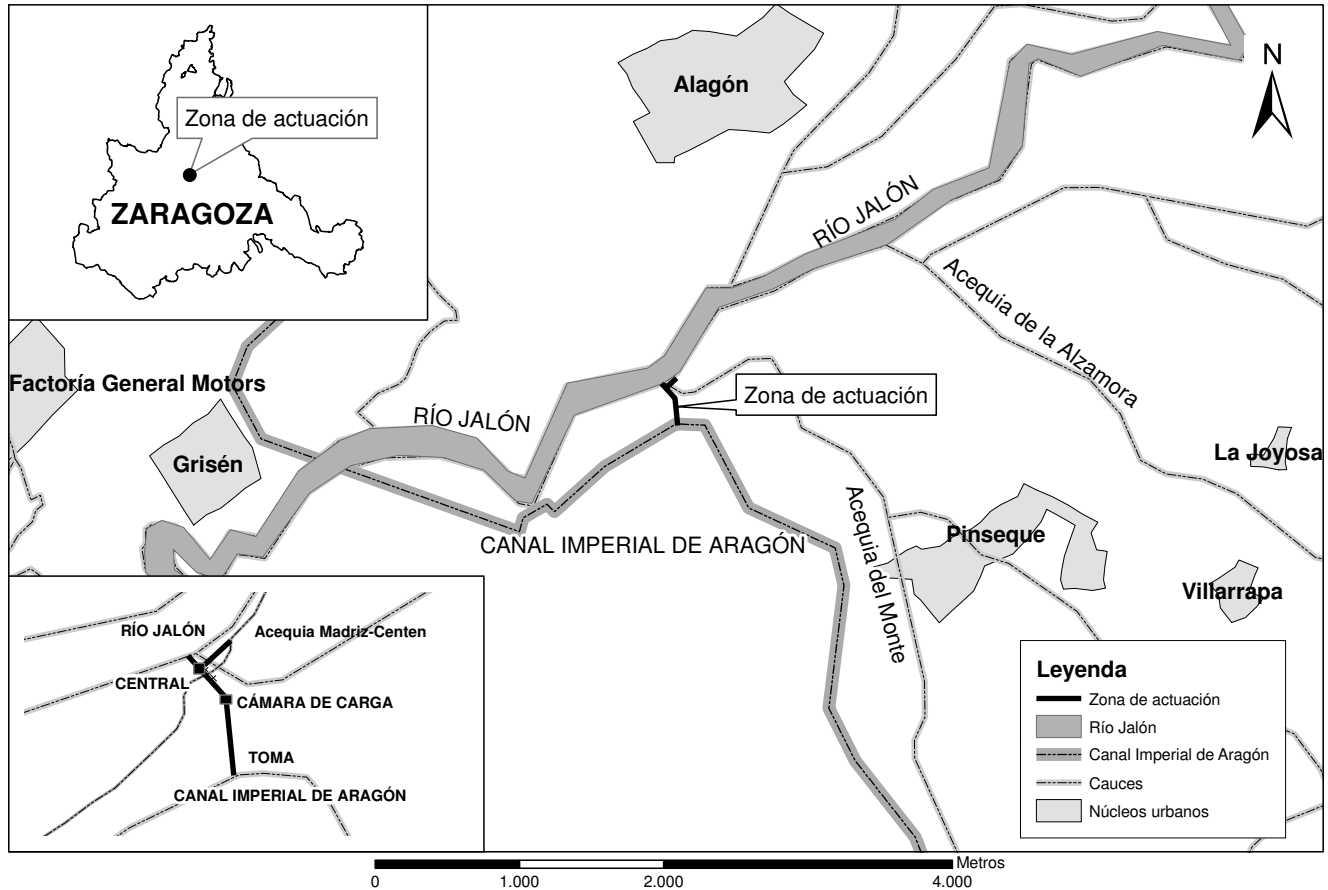 Zona de actuación
ZARAGOZA
Alagón
N
RÍO JALÓN
Acequia de la Alzamora
Factoría General Motors
Zona de actuación
RÍO JALÓN
Grisén
La Joyosa
CANAL IMPERIAL DE ARAGÓN
Acequia del Monte
Pinseque
Villarrapa
RÍO JALÓN
Acequia Madriz-Centen
CENTRAL
CÁMARA DE CARGA
TOMA
CANAL IMPERIAL DE ARAGÓN
Leyenda
Zona de actuación
Río Jalón
Canal Imperial de Aragón
Cauces
Núcleos urbanos
Metros
0 1.000 2.000 4.000